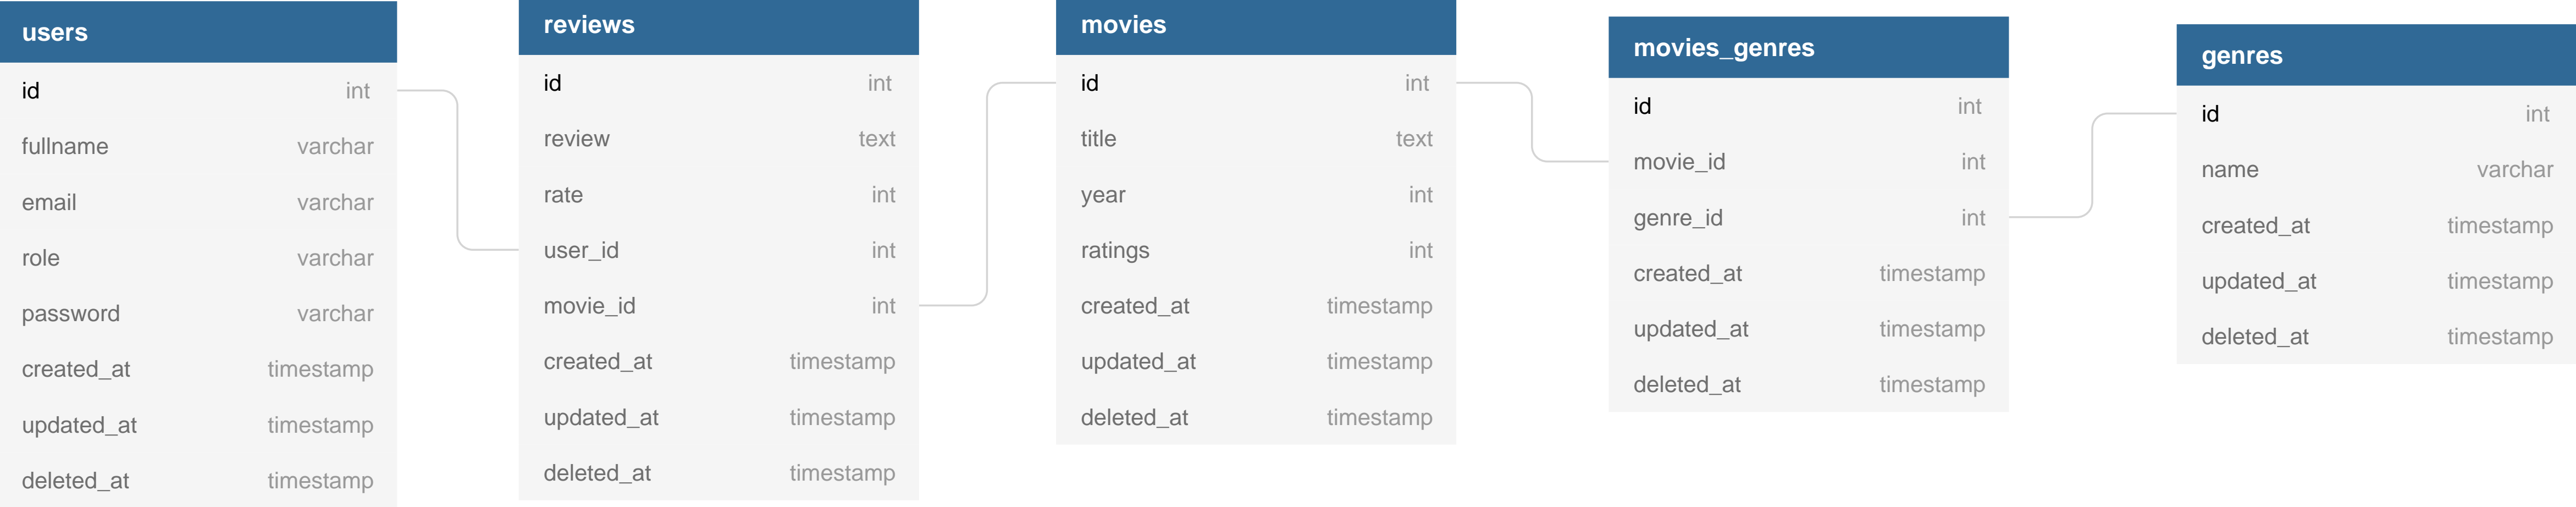 users
id int
fullname varchar
email varchar
role varchar
password varchar
created_at timestamp
updated_at timestamp
deleted_at timestamp
reviews
id int
review text
rate int
user_id int
movie_id int
created_at timestamp
updated_at timestamp
deleted_at timestamp
movies
id int
title text
year int
ratings int
created_at timestamp
updated_at timestamp
deleted_at timestamp
movies_genres
id int
movie_id int
genre_id int
created_at timestamp
updated_at timestamp
deleted_at timestamp
genres
id int
name varchar
created_at timestamp
updated_at timestamp
deleted_at timestamp